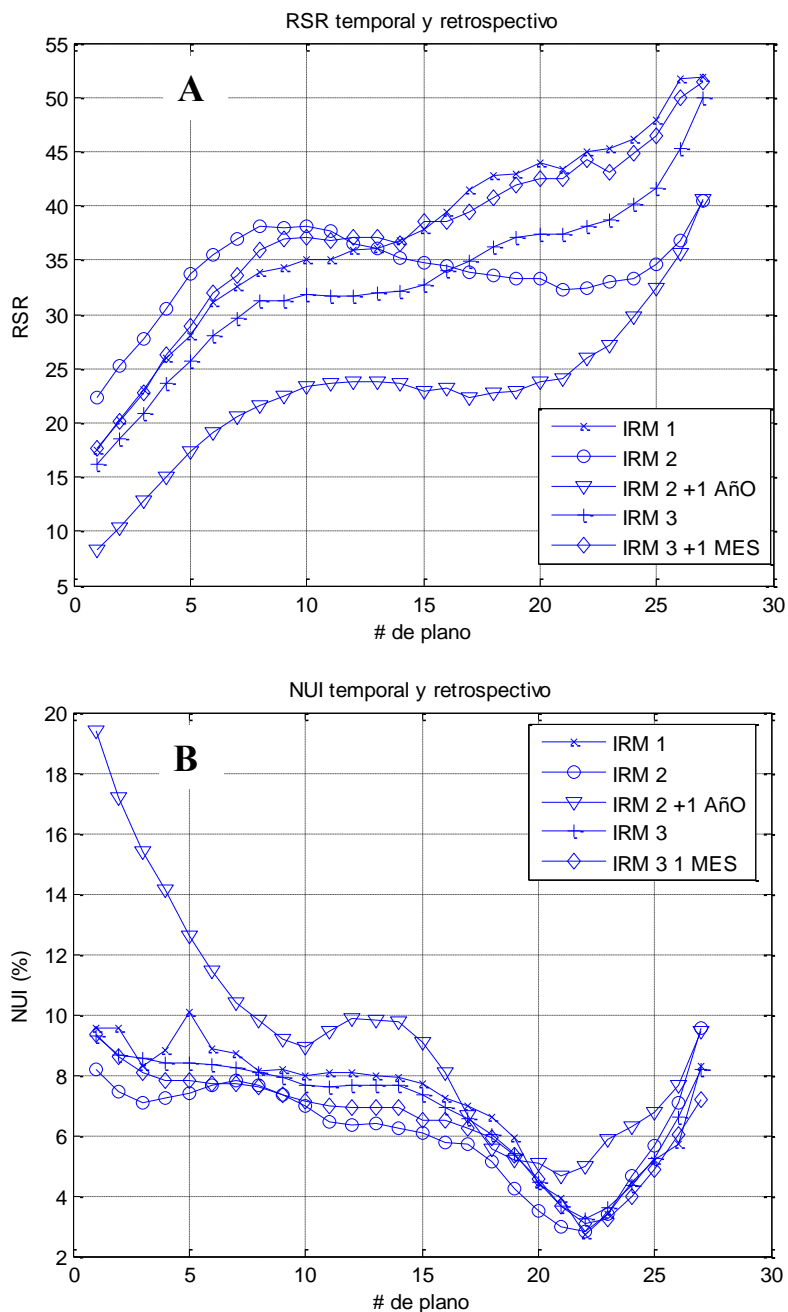 RSR temporal y retrospectivo
A
55
50
45
40
35
30
25
20
15
10
5
RSR
0 5 10 15 20 25 30
# de plano
IRM 1
IRM 2
IRM 2 +1 AñO
IRM 3
IRM 3 +1 MES
NUI temporal y retrospectivo
B
20
18
16
14
12
10
8
6
4
2
NUI (%)
0 5 10 15 20 25 30
# de plano
IRM 1
IRM 2
IRM 2 +1 AñO
IRM 3
IRM 3 1 MES